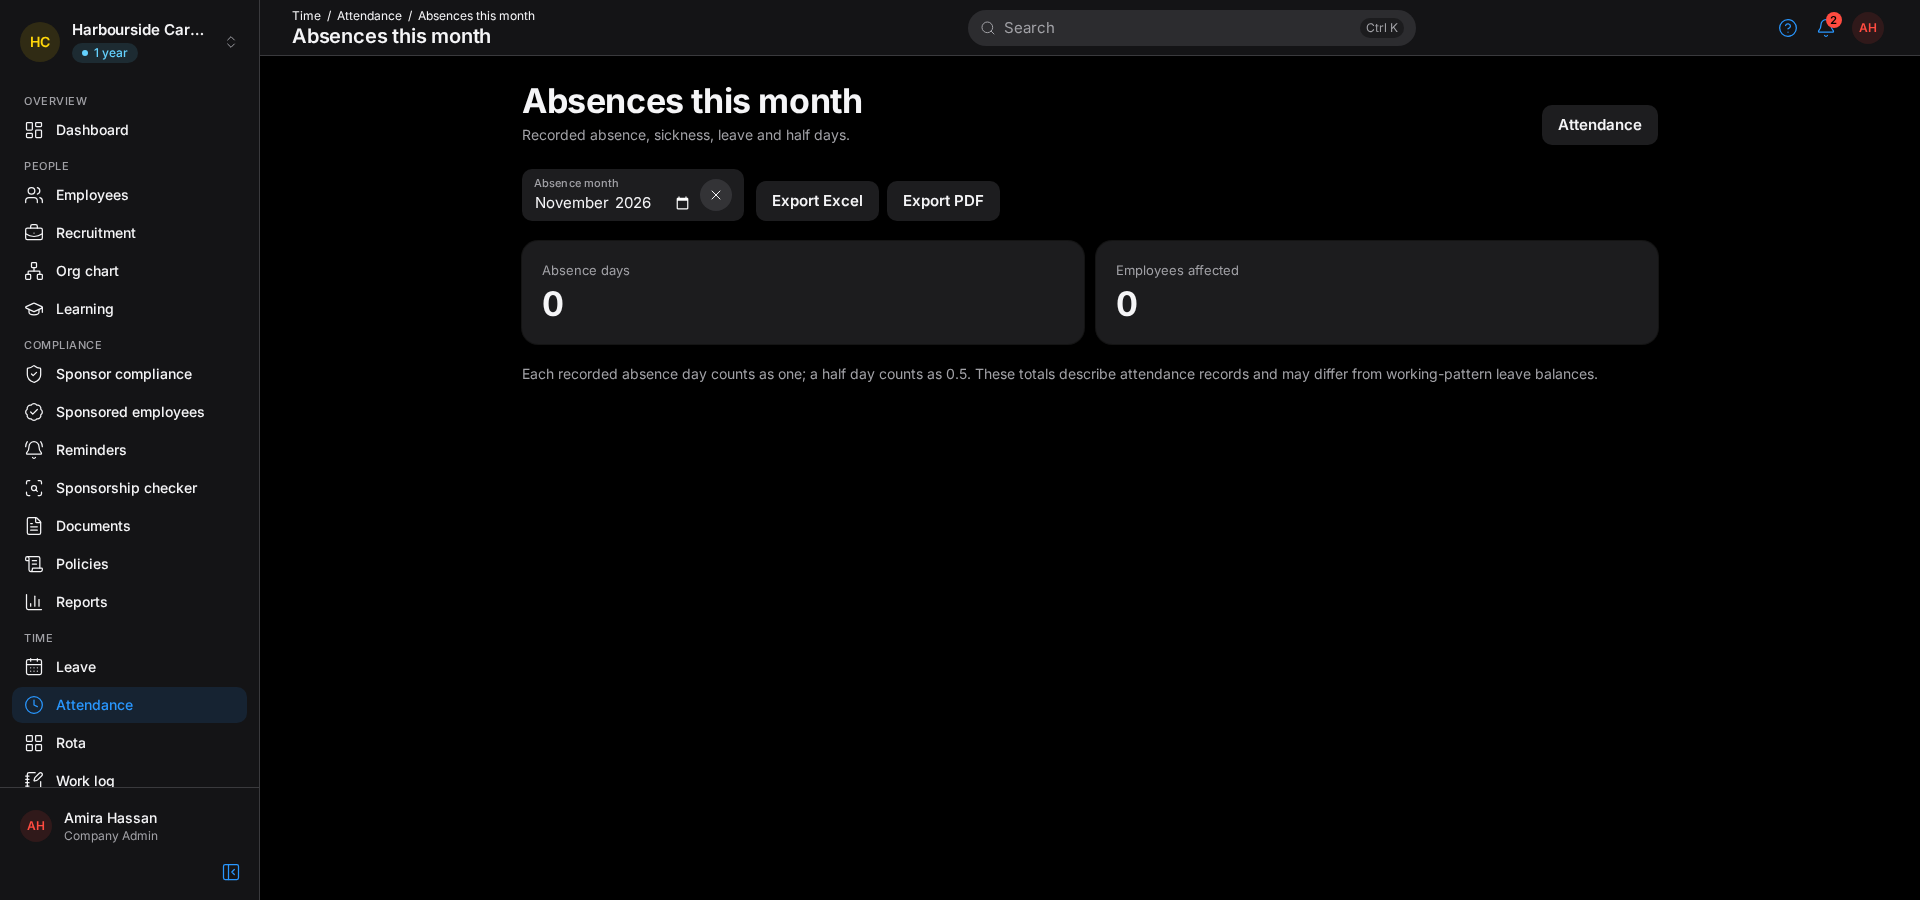 HC
Harbourside Car...
1 year
OVERVIEW
Dashboard
PEOPLE
Employees
Recruitment
Org chart
Learning
COMPLIANCE
Sponsor compliance
Sponsored employees
Reminders
Sponsorship checker
Documents
Policies
Reports
TIME
Leave
Attendance
Rota
Work log
AH
Amira Hassan
Company Admin
Time / Attendance / Absences this month
Absences this month
Search
Ctrl K
2
AH
Absences this month
Recorded absence, sickness, leave and half days.
Attendance
Absence month
November 2026
Export Excel
Export PDF
Absence days
0
Employees affected
0
Each recorded absence day counts as one; a half day counts as 0.5. These totals describe attendance records and may differ from working-pattern leave balances.